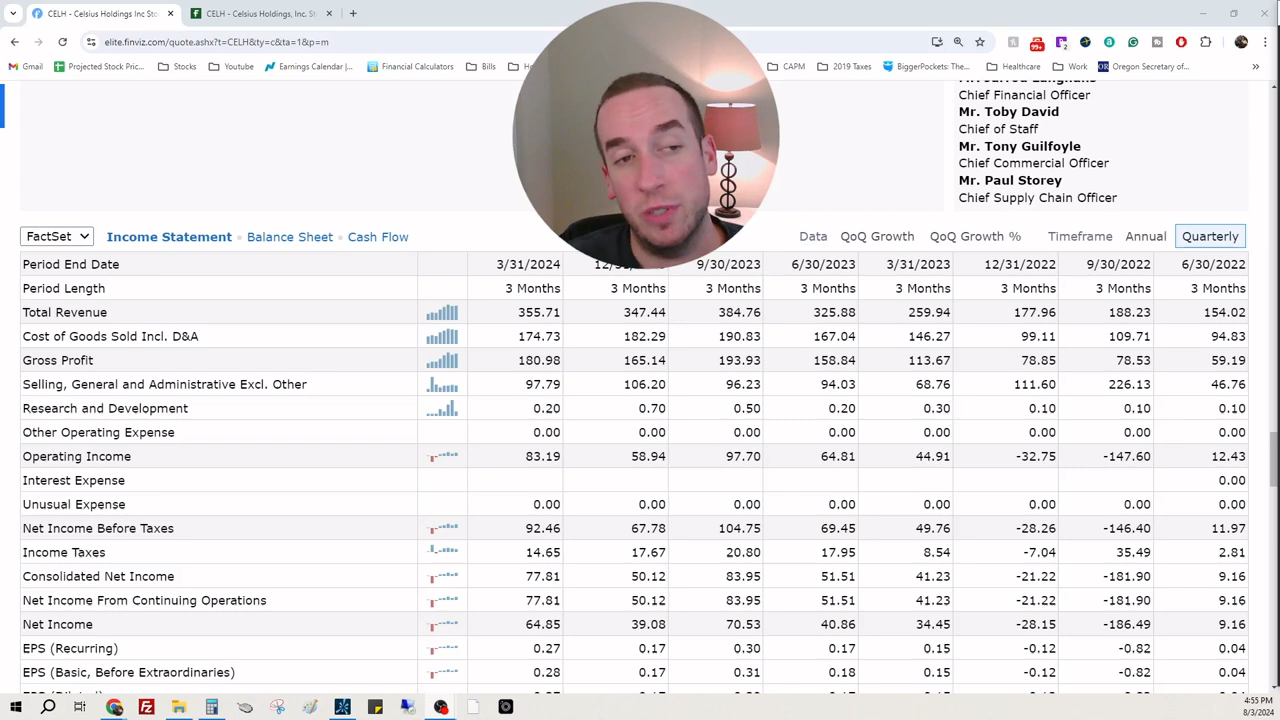 CELH - Celsius Holdings Inc Sto
CELH - Celsius Holdings, Inc. S
elite.finviz.com/quote.ashx?t=CELH&ty=c&ta=1&p=m
Gmail
Projected Stock Pric...
Stocks
Youtube
Earnings Calendar |...
Financial Calculators
Bills
CAPM
2019 Taxes
BiggerPockets: The...
Healthcare
Work
Oregon Secretary of...
Chief Financial Officer
Mr. Toby David
Chief of Staff
Mr. Tony Guilfoyle
Chief Commercial Officer
Mr. Paul Storey
Chief Supply Chain Officer
FactSet Income Statement Balance Sheet Cash Flow Data QoQ Growth QoQ Growth % Timeframe Annual Quarterly
Period End Date 3/31/2024 9/30/2023 6/30/2023 3/31/2023 12/31/2022 9/30/2022 6/30/2022
Period Length 3 Months 3 Months 3 Months 3 Months 3 Months 3 Months 3 Months 3 Months
Total Revenue 355.71 347.44 384.76 325.88 259.94 177.96 188.23 154.02
Cost of Goods Sold Incl. D&A 174.73 182.29 190.83 167.04 146.27 99.11 109.71 94.83
Gross Profit 180.98 165.14 193.93 158.84 113.67 78.85 78.53 59.19
Selling, General and Administrative Excl. Other 97.79 106.20 96.23 94.03 68.76 111.60 226.13 46.76
Research and Development 0.20 0.70 0.50 0.20 0.30 0.10 0.10 0.10
Other Operating Expense 0.00 0.00 0.00 0.00 0.00 0.00 0.00 0.00
Operating Income 83.19 58.94 97.70 64.81 44.91 -32.75 -147.60 12.43
Interest Expense 0.00
Unusual Expense 0.00 0.00 0.00 0.00 0.00 0.00 0.00 0.00
Net Income Before Taxes 92.46 67.78 104.75 69.45 49.76 -28.26 -146.40 11.97
Income Taxes 14.65 17.67 20.80 17.95 8.54 -7.04 35.49 2.81
Consolidated Net Income 77.81 50.12 83.95 51.51 41.23 -21.22 -181.90 9.16
Net Income From Continuing Operations 77.81 50.12 83.95 51.51 41.23 -21.22 -181.90 9.16
Net Income 64.85 39.08 70.53 40.86 34.45 -28.15 -186.49 9.16
EPS (Recurring) 0.27 0.17 0.30 0.17 0.15 -0.12 -0.82 0.04
EPS (Basic, Before Extraordinaries) 0.28 0.17 0.31 0.18 0.15 -0.12 -0.82 0.04
4:55 PM
8/3/2024